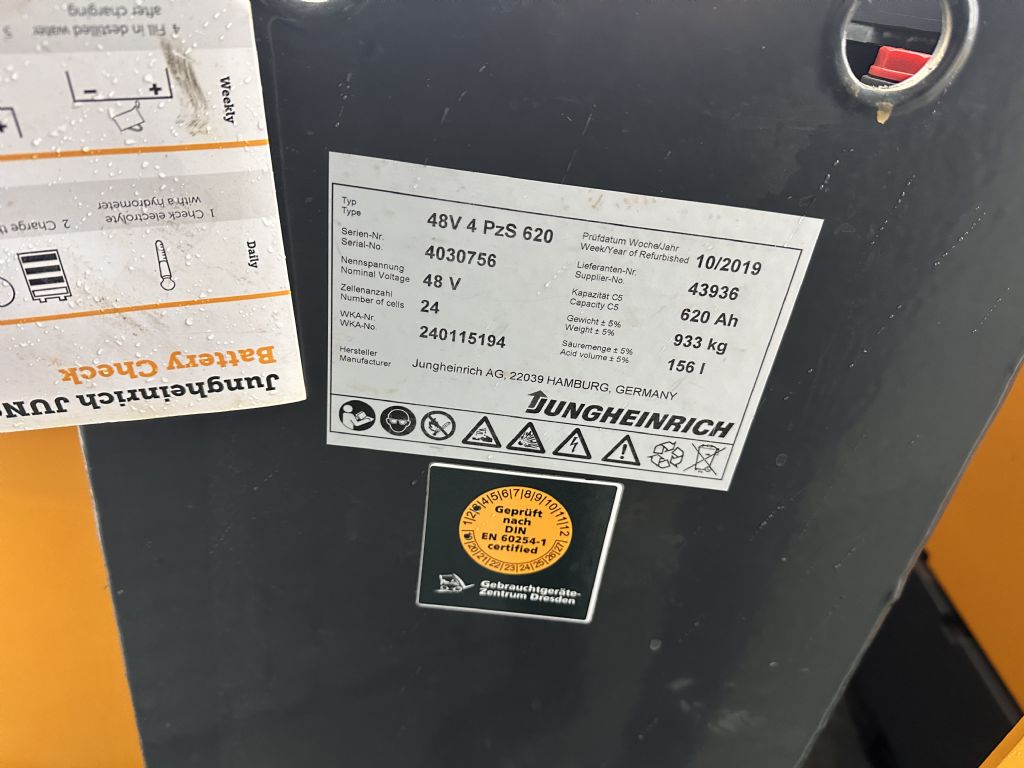 after charging
4 Fill in destilled water
5
Weekly
- +
+
with a hydrometer
1 Check electrolyte
2 Charge
Daily
Battery Check
Jungheinrich
Typ
Type
48V 4 PzS 620
Serien-Nr.
Serial-No.
4030756
Nennspannung
Nominal Voltage
48 V
Zellenanzahl
Number of cells
24
WKA-Nr.
WKA-No.
240115194
Hersteller
Manufacturer
Jungheinrich AG, 22039 HAMBURG, GERMANY
Prüfdatum Woche/Jahr
Week/Year of Refurbished
10/2019
Lieferanten-Nr.
Supplier-No.
43936
Kapazität C5
Capacity C5
620 Ah
Gewicht ± 5%
Weight ± 5%
933 kg
Säuremenge ± 5%
Acid volume ± 5%
156 l
JUNGHEINRICH
4 5 6 7 8 9 10 11 12
Geprüft
nach
DIN
EN 60254-1
certified
20 21 22 23 24 25 26 27
Gebrauchtgeräte-
Zentrum Dresden